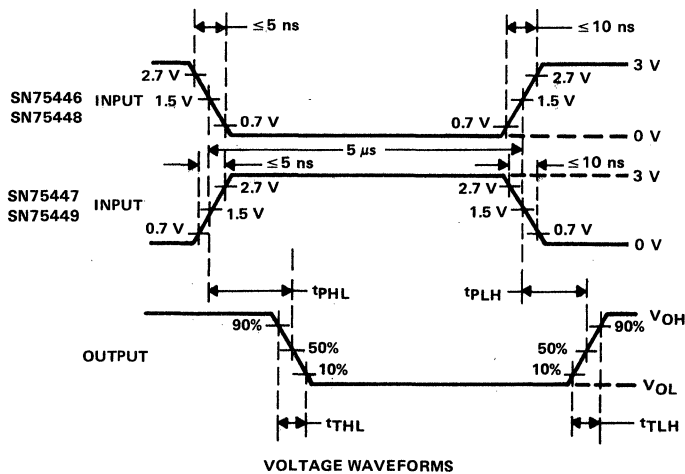 ≤5 ns
≤10 ns
2.7 V
3 V
2.7 V
SN75446
SN75448
INPUT
1.5 V
1.5 V
0.7 V
0.7 V
0 V
5 μs
≤5 ns
≤10 ns
3 V
2.7 V
2.7 V
SN75447
SN75449
INPUT
1.5 V
1.5 V
0.7 V
0.7 V
0 V
tPHL
tPLH
VOH
90%
90%
OUTPUT
50%
50%
10%
10%
VOL
tTHL
tTLH
VOLTAGE WAVEFORMS